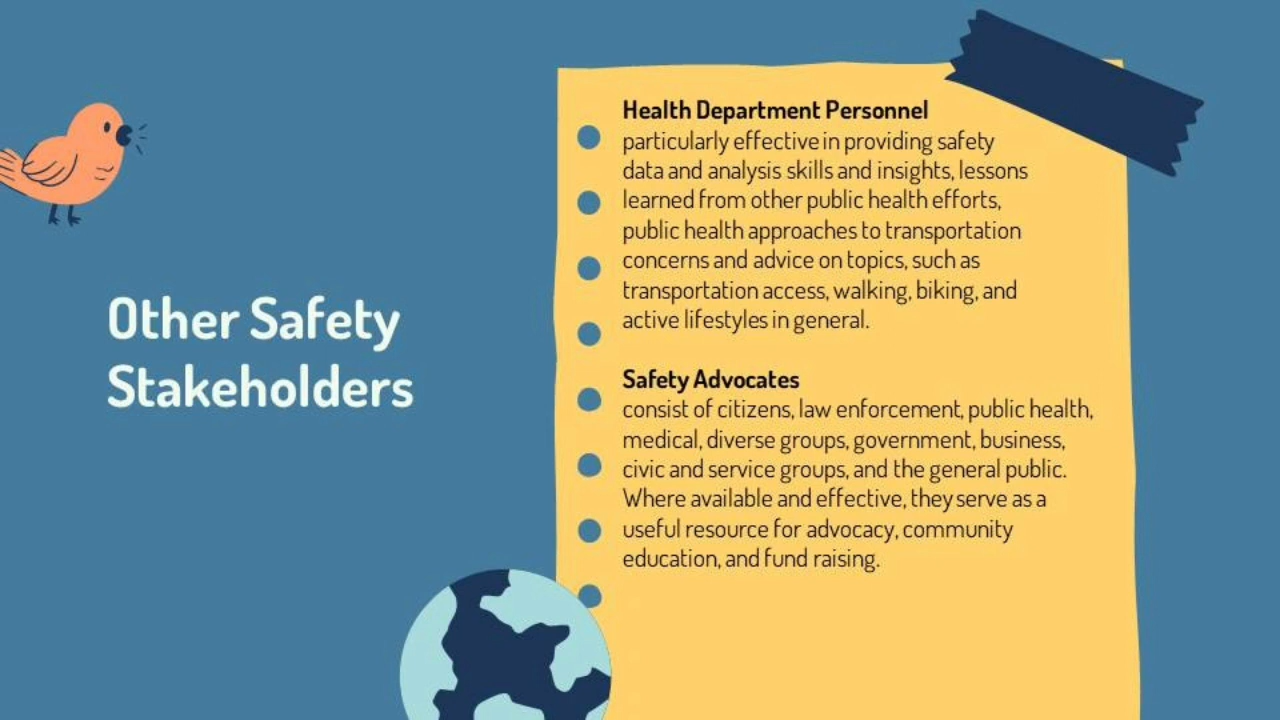 Other Safety
Stakeholders
Health Department Personnel
particularly effective in providing safety
data and analysis skills and insights, lessons
learned from other public health efforts,
public health approaches to transportation
concerns and advice on topics, such as
transportation access, walking, biking, and
active lifestyles in general.
Safety Advocates
consist of citizens, law enforcement, public health,
medical, diverse groups, government, business,
civic and service groups, and the general public.
Where available and effective, they serve as a
useful resource for advocacy, community
education, and fund raising.